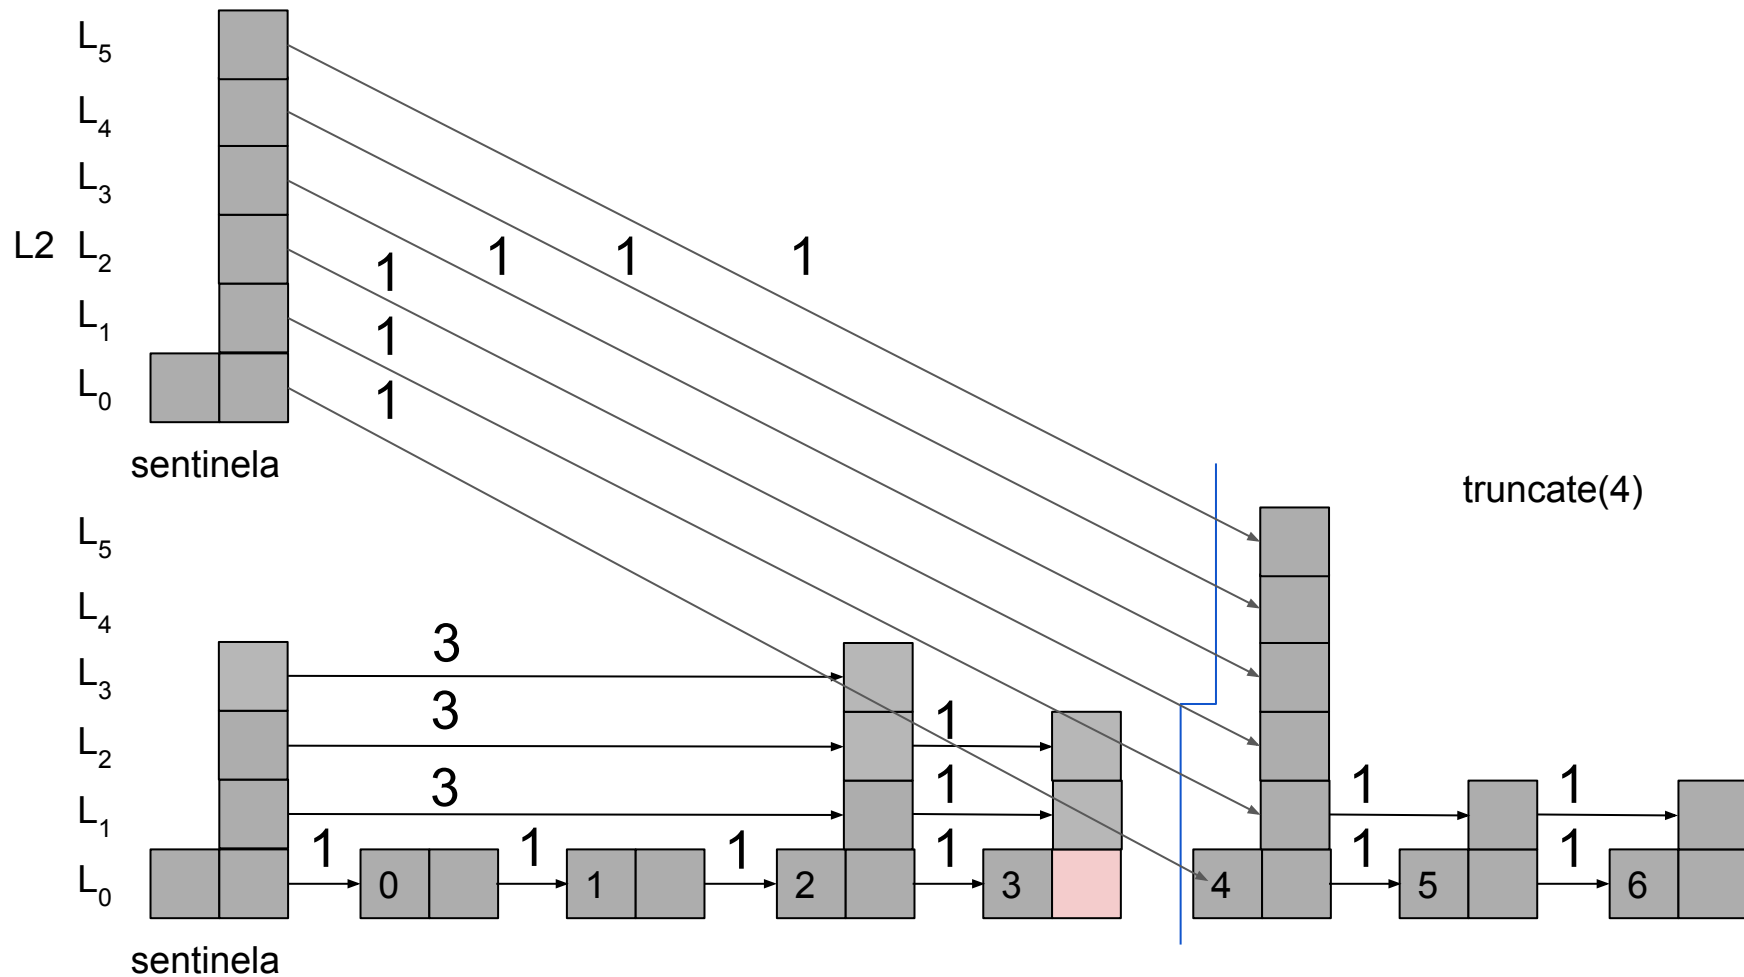 L5
L4
L3
L2 L2 1 1 1 1
L1 1
L0 1
sentinela
truncate(4)
L5
L4
L3 3
L2 3 1
L1 3 1 1 1
L0 1 0 1 1 1 2 1 3 4 1 5 1 6
sentinela